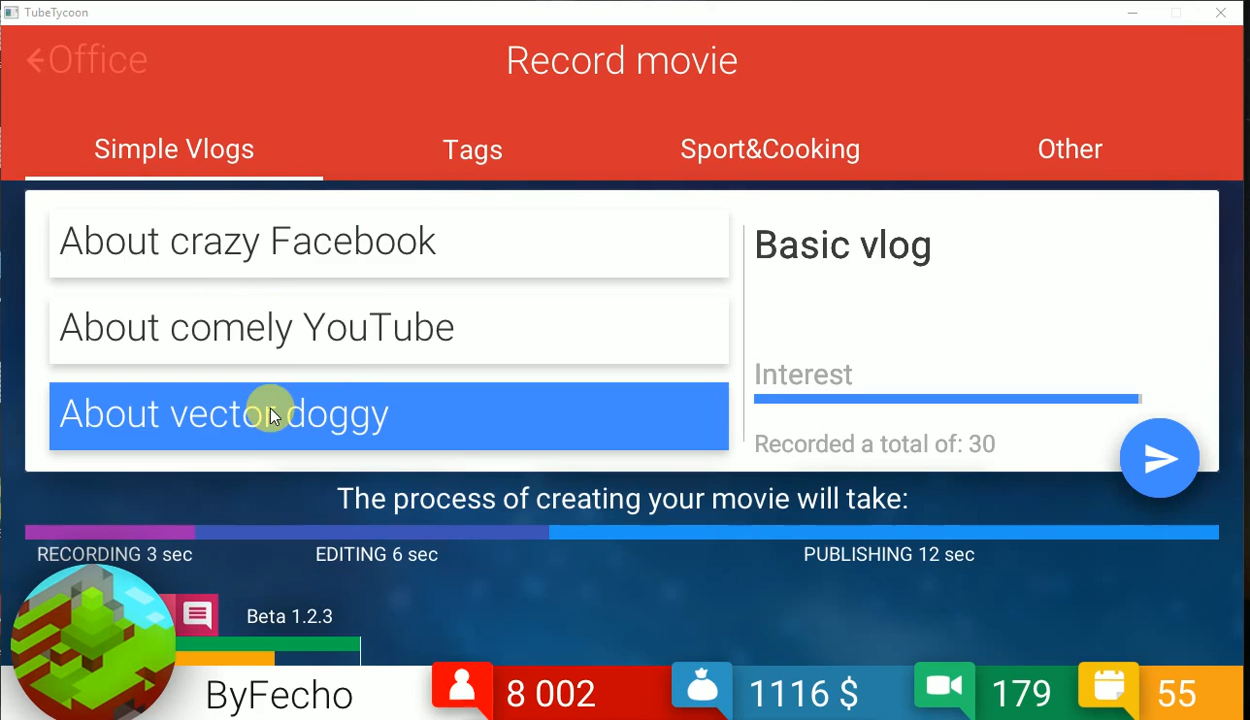 TubeTycoon
Office
Record movie
Simple Vlogs
Tags
Sport&Cooking
Other
About crazy Facebook
About comely YouTube
About vector doggy
Basic vlog
Interest
Recorded a total of: 30
The process of creating your movie will take:
RECORDING 3 sec
EDITING 6 sec
PUBLISHING 12 sec
Beta 1.2.3
ByFecho
8 002
1116 $
179
55